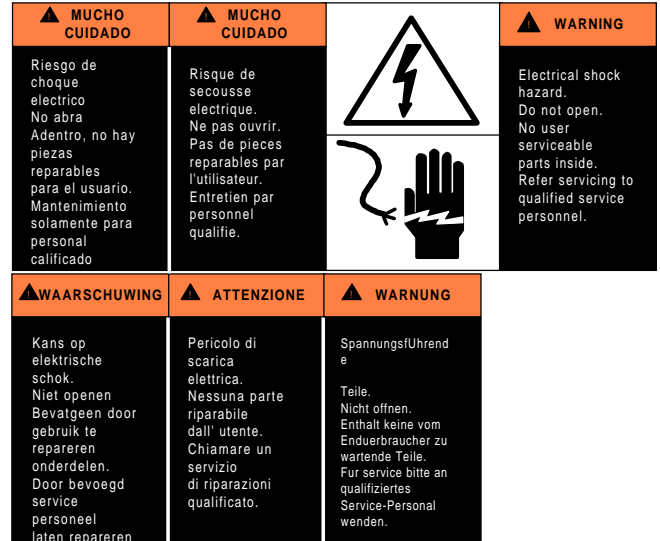 MUCHO
CUIDADO
Riesgo de
choque
electrico
No abra
Adentro, no hay
piezas
reparables
para el usuario.
Mantenimiento
solamente para
personal
calificado
MUCHO
CUIDADO
Risque de
secousse
electrique.
Ne pas ouvrir.
Pas de pieces
reparables par
l'utilisateur.
Entretien par
personnel
qualifie.
WARNING
Electrical shock
hazard.
Do not open.
No user
serviceable
parts inside.
Refer servicing to
qualified service
personnel.
WAARSCHUWING
Kans op
elektrische
schok.
Niet openen
Bevatgeen door
gebruik te
repareren
onderdelen.
Door bevoegd
service
personeel
laten repareren
ATTENZIONE
Pericolo di
scarica
elettrica.
Nessuna parte
riparabile
dall' utente.
Chiamare un
servizio
di riparazioni
qualificato.
WARNUNG
SpannungsfUhrend
e
Teile.
Nicht offnen.
Enthalt keine vom
Enduerbraucher zu
wartende Teile.
Fur service bitte an
qualifiziertes
Service-Personal
wenden.